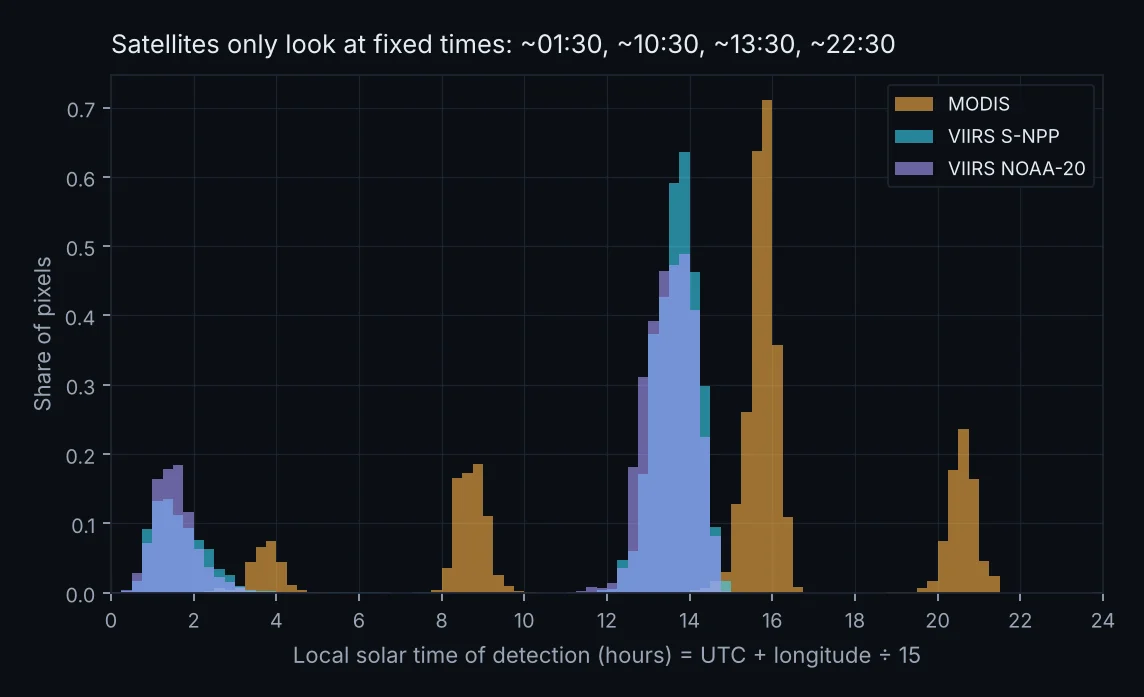 Satellites only look at fixed times: ~01:30, ~10:30, ~13:30, ~22:30
MODIS
VIIRS S-NPP
VIIRS NOAA-20
Share of pixels
0.7
0.6
0.5
0.4
0.3
0.2
0.1
0.0
0 2 4 6 8 10 12 14 16 18 20 22 24
Local solar time of detection (hours) = UTC + longitude ÷ 15